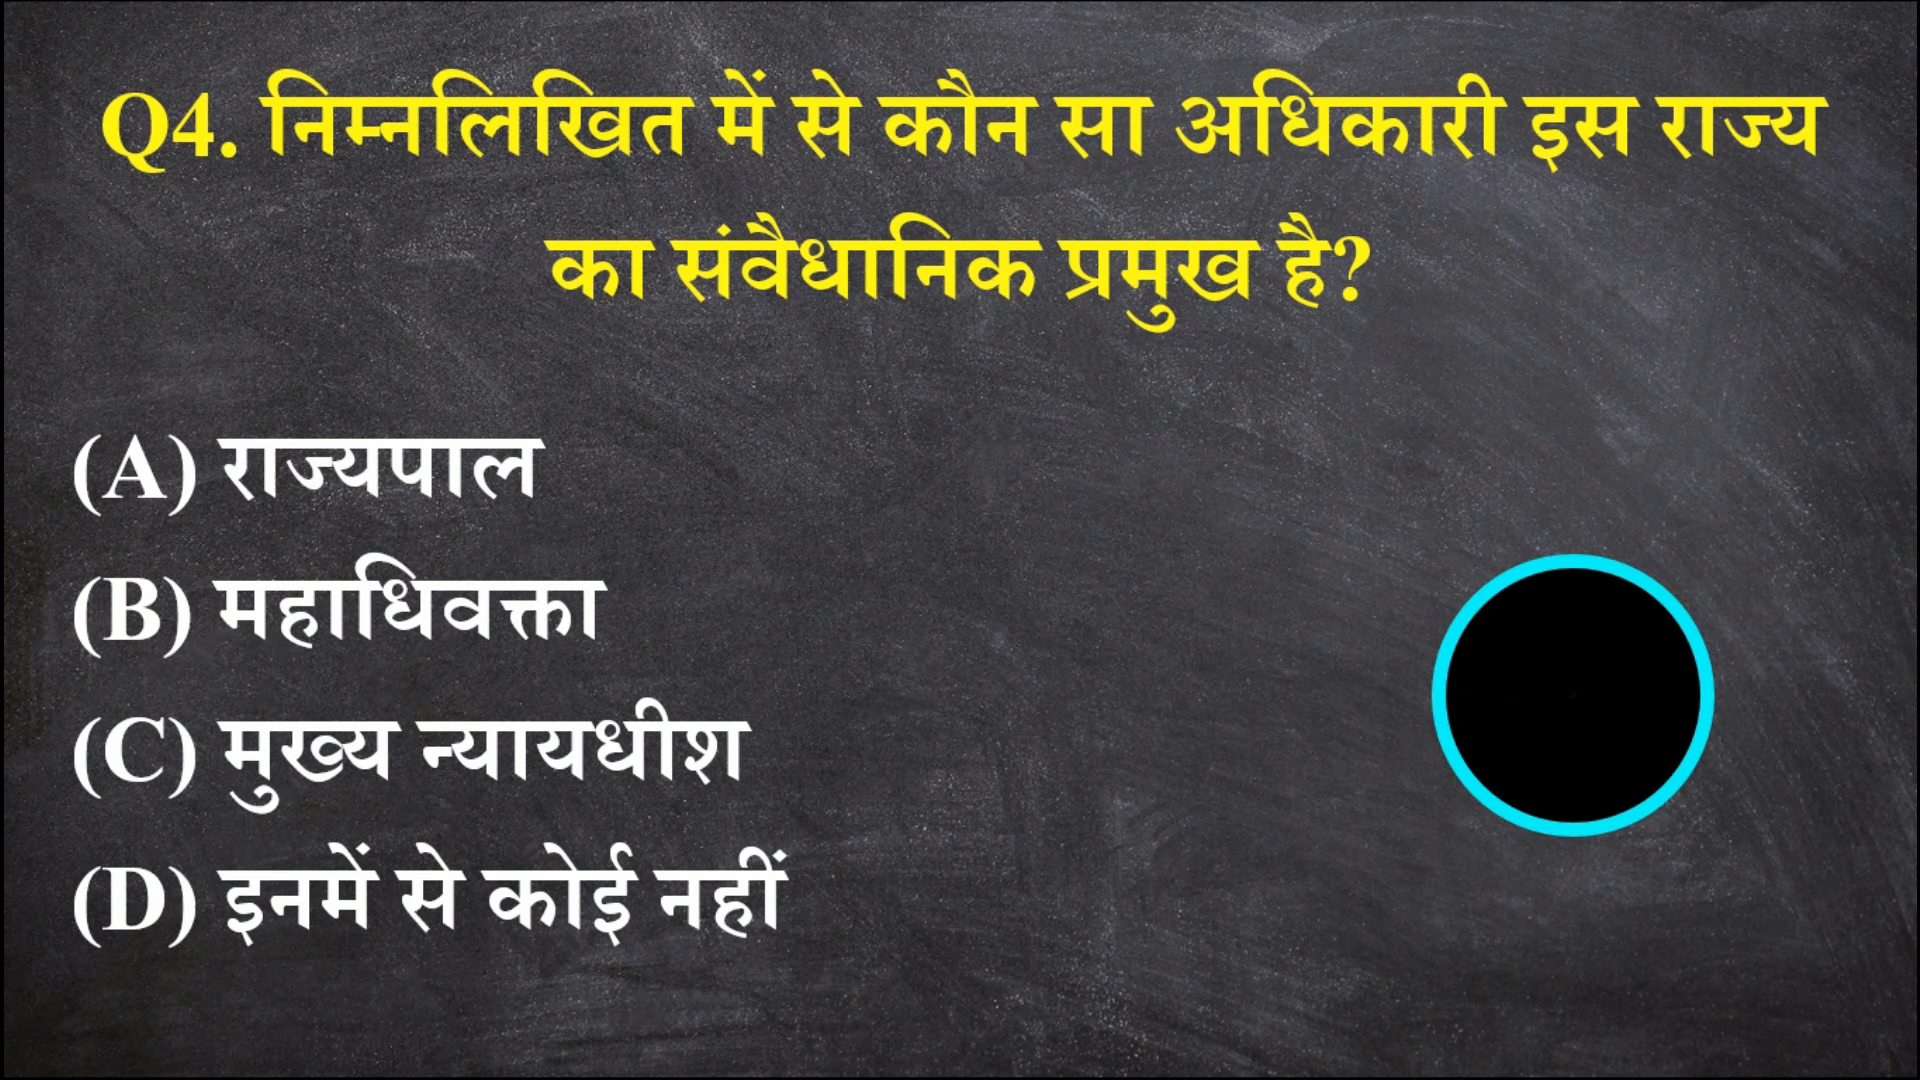 Q4. निम्नलिखित में से कौन सा अधिकारी इस राज्य
का संवैधानिक प्रमुख है?
(A) राज्यपाल
(B) महाधिवक्ता
(C) मुख्य न्यायधीश
(D) इनमें से कोई नहीं